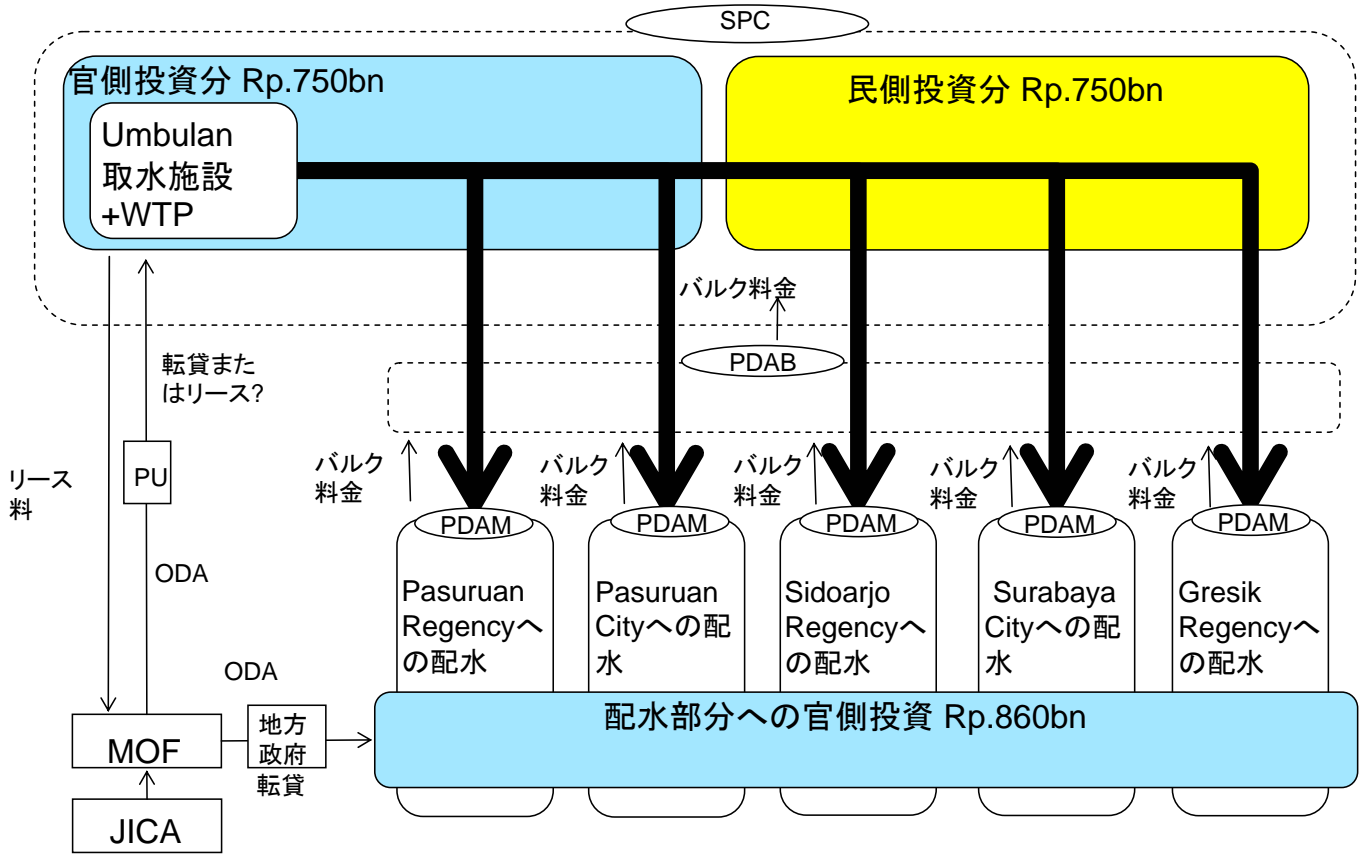 SPC
官側投資分 Rp.750bn
民側投資分 Rp.750bn
Umbulan
取水施設
+WTP
バルク料金
PDAB
転貸また
はリース?
リース
料
PU
バルク
料金
バルク
料金
バルク
料金
バルク
料金
バルク
料金
PDAM
PDAM
PDAM
PDAM
PDAM
ODA
Pasuruan
Regencyへ
の配水
Pasuruan
Cityへの配
水
Sidoarjo
Regencyへ
の配水
Surabaya
Cityへの配
水
Gresik
Regencyへ
の配水
ODA
配水部分への官側投資 Rp.860bn
MOF
地方
政府
転貸
JICA